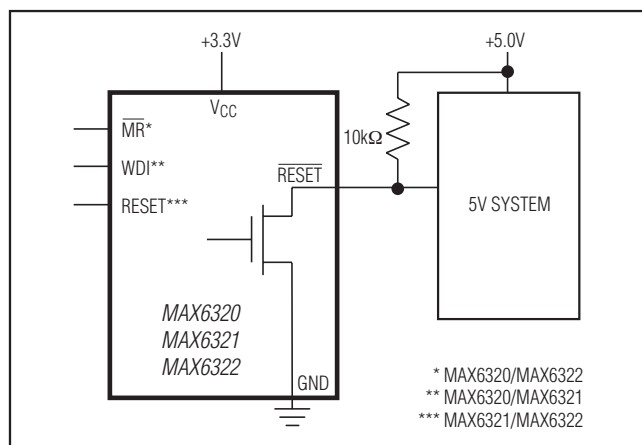 +3.3V
+5.0V
VCC
MR*
10kΩ
WDI**
RESET
RESET***
5V SYSTEM
MAX6320
MAX6321
MAX6322
GND
* MAX6320/MAX6322
** MAX6320/MAX6321
*** MAX6321/MAX6322